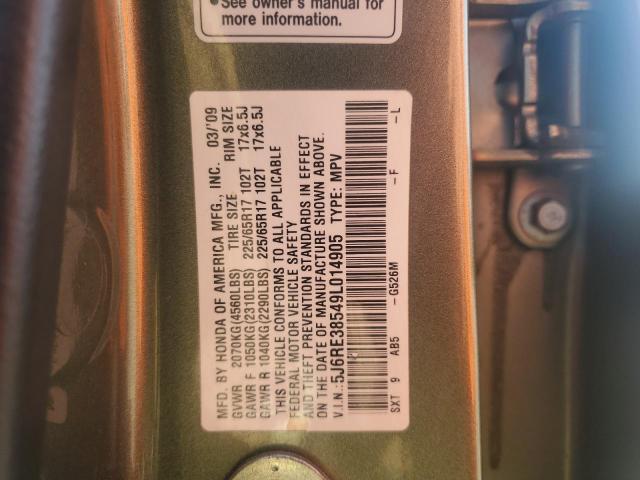 See owner's manual for
more information.
MFD. BY HONDA OF AMERICA MFG., INC. 03/'09
GVWR 2070KG(4560LBS) TIRE SIZE RIM SIZE
GAWR F 1050KG(2310LBS) 225/65R17 102T 17x6.5J
GAWR R 1040KG(2290LBS) 225/65R17 102T 17x6.5J
THIS VEHICLE CONFORMS TO ALL APPLICABLE
FEDERAL MOTOR VEHICLE SAFETY
AND THEFT PREVENTION STANDARDS IN EFFECT
ON THE DATE OF MANUFACTURE SHOWN ABOVE.
V.I.N.: 5J6RE38549L014905 TYPE: MPV
SXT 9 AB5 -G526M -F -L